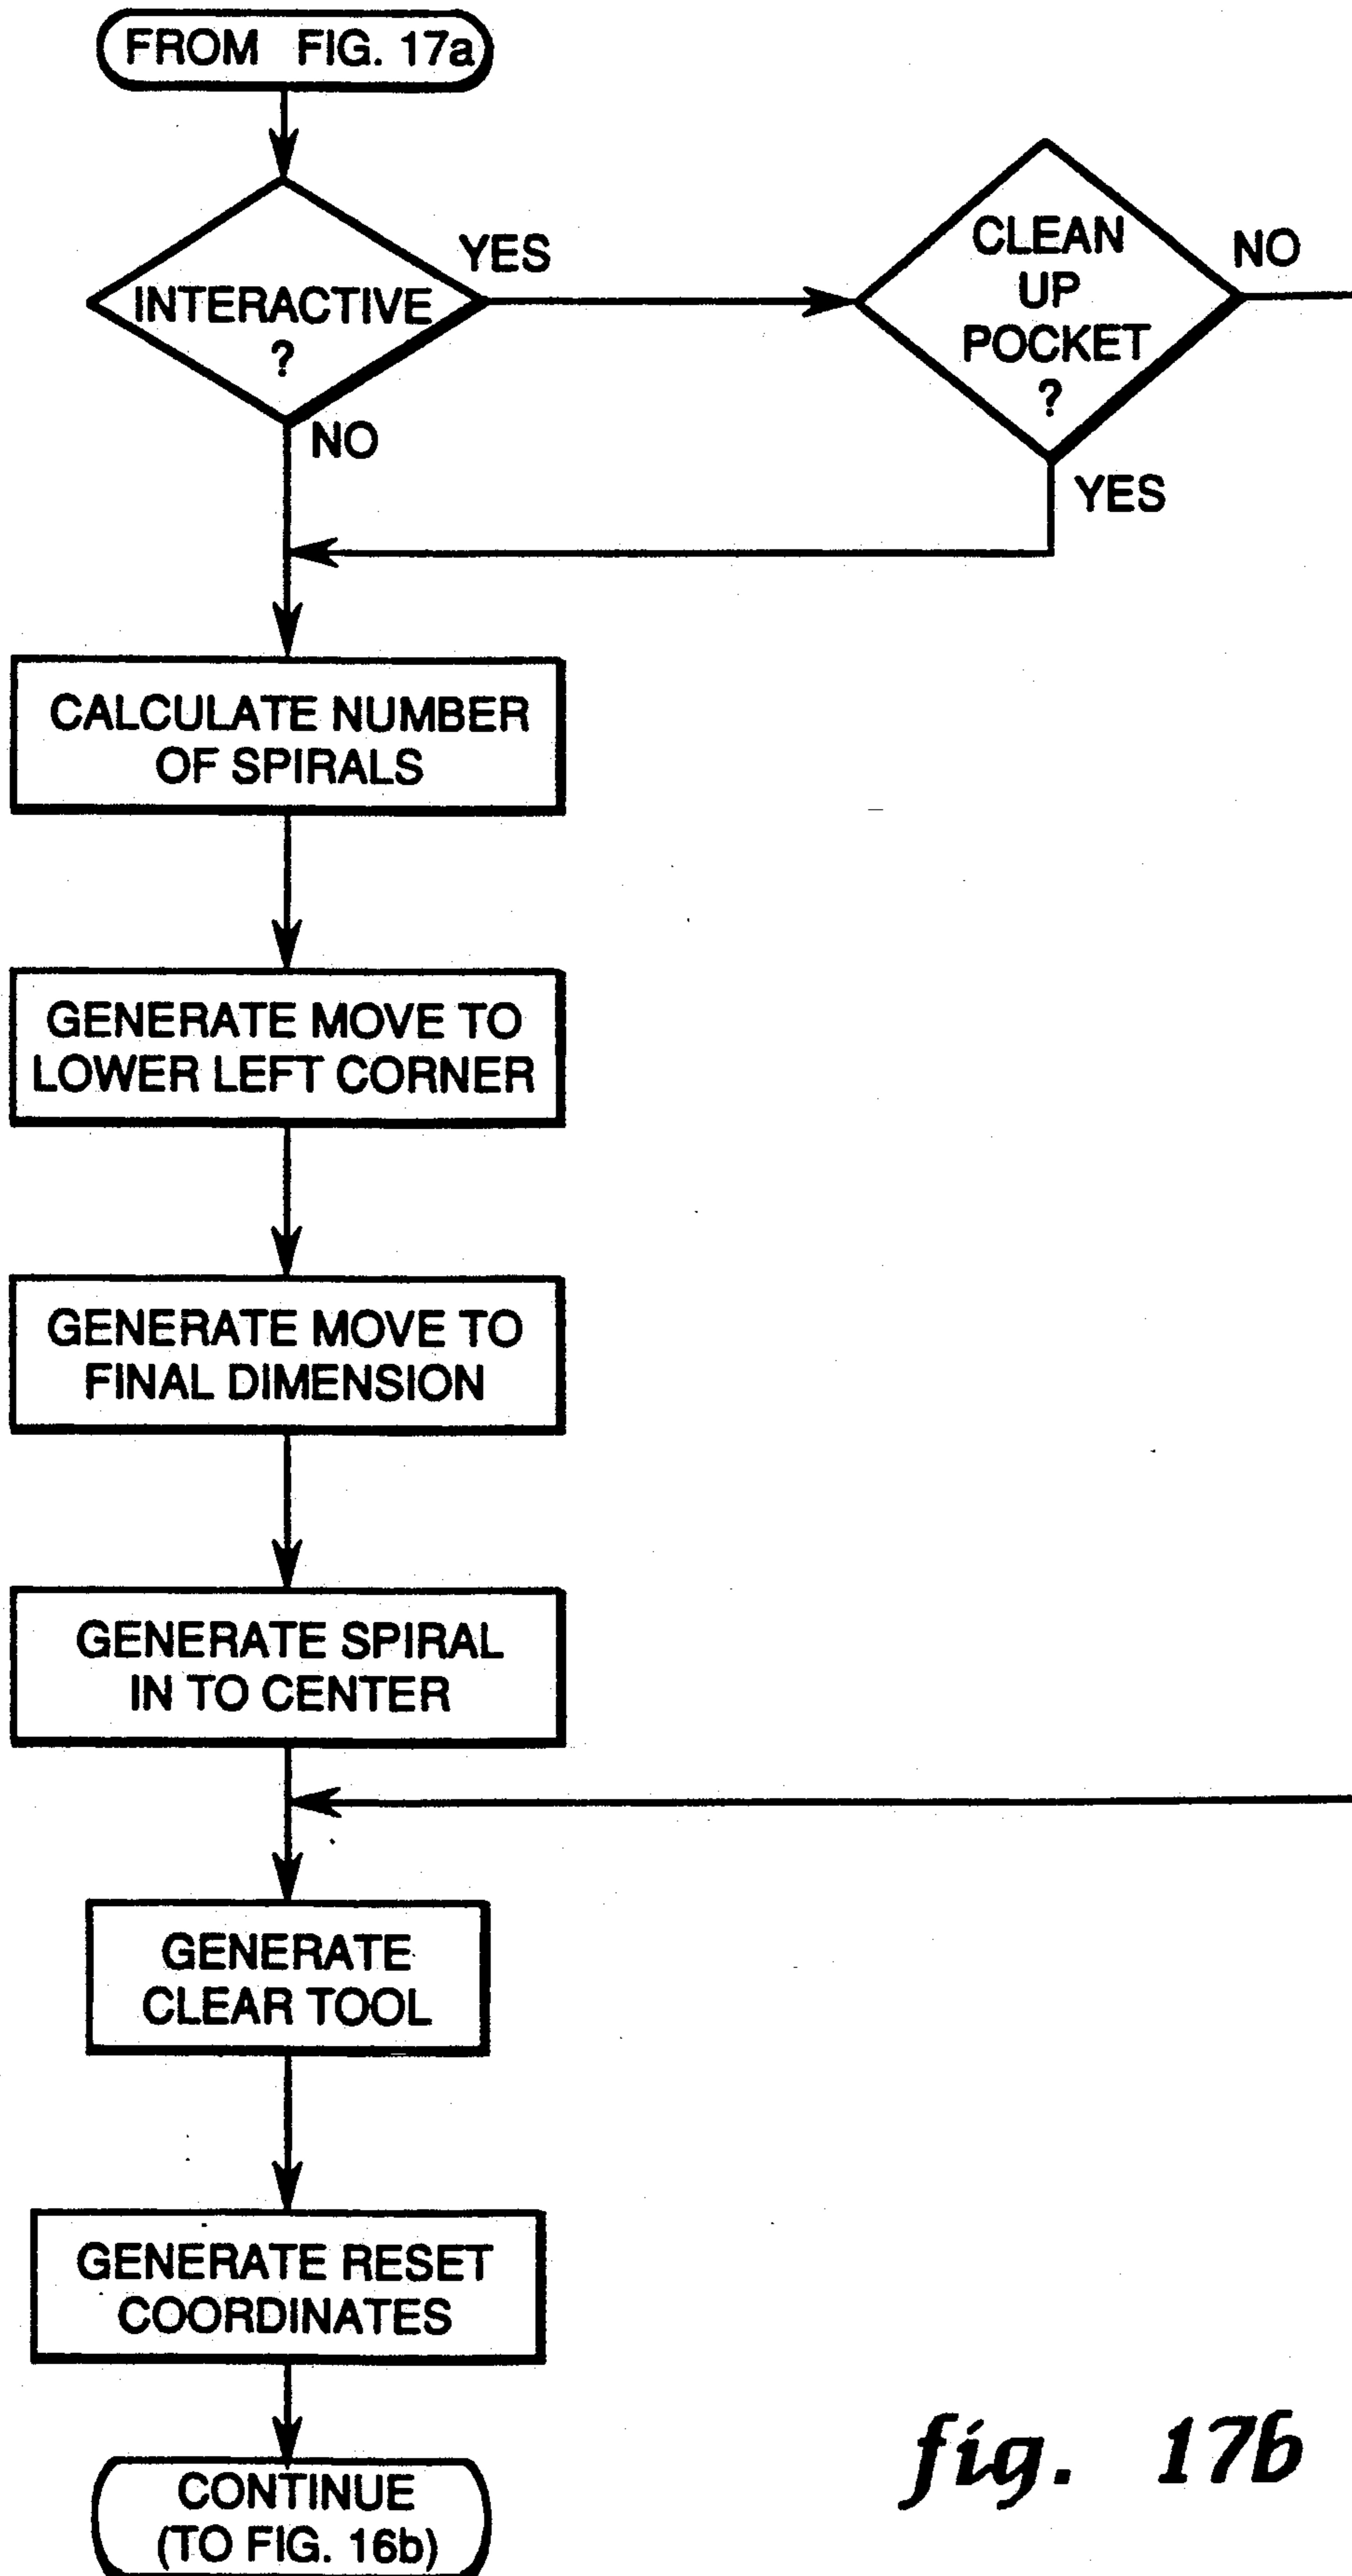 FROM FIG. 17a
INTERACTIVE
?
YES
NO
CLEAN
UP
POCKET
?
NO
YES
CALCULATE NUMBER
OF SPIRALS
GENERATE MOVE TO
LOWER LEFT CORNER
GENERATE MOVE TO
FINAL DIMENSION
GENERATE SPIRAL
IN TO CENTER
GENERATE
CLEAR TOOL
GENERATE RESET
COORDINATES
CONTINUE
(TO FIG. 16b)
fig. 17b